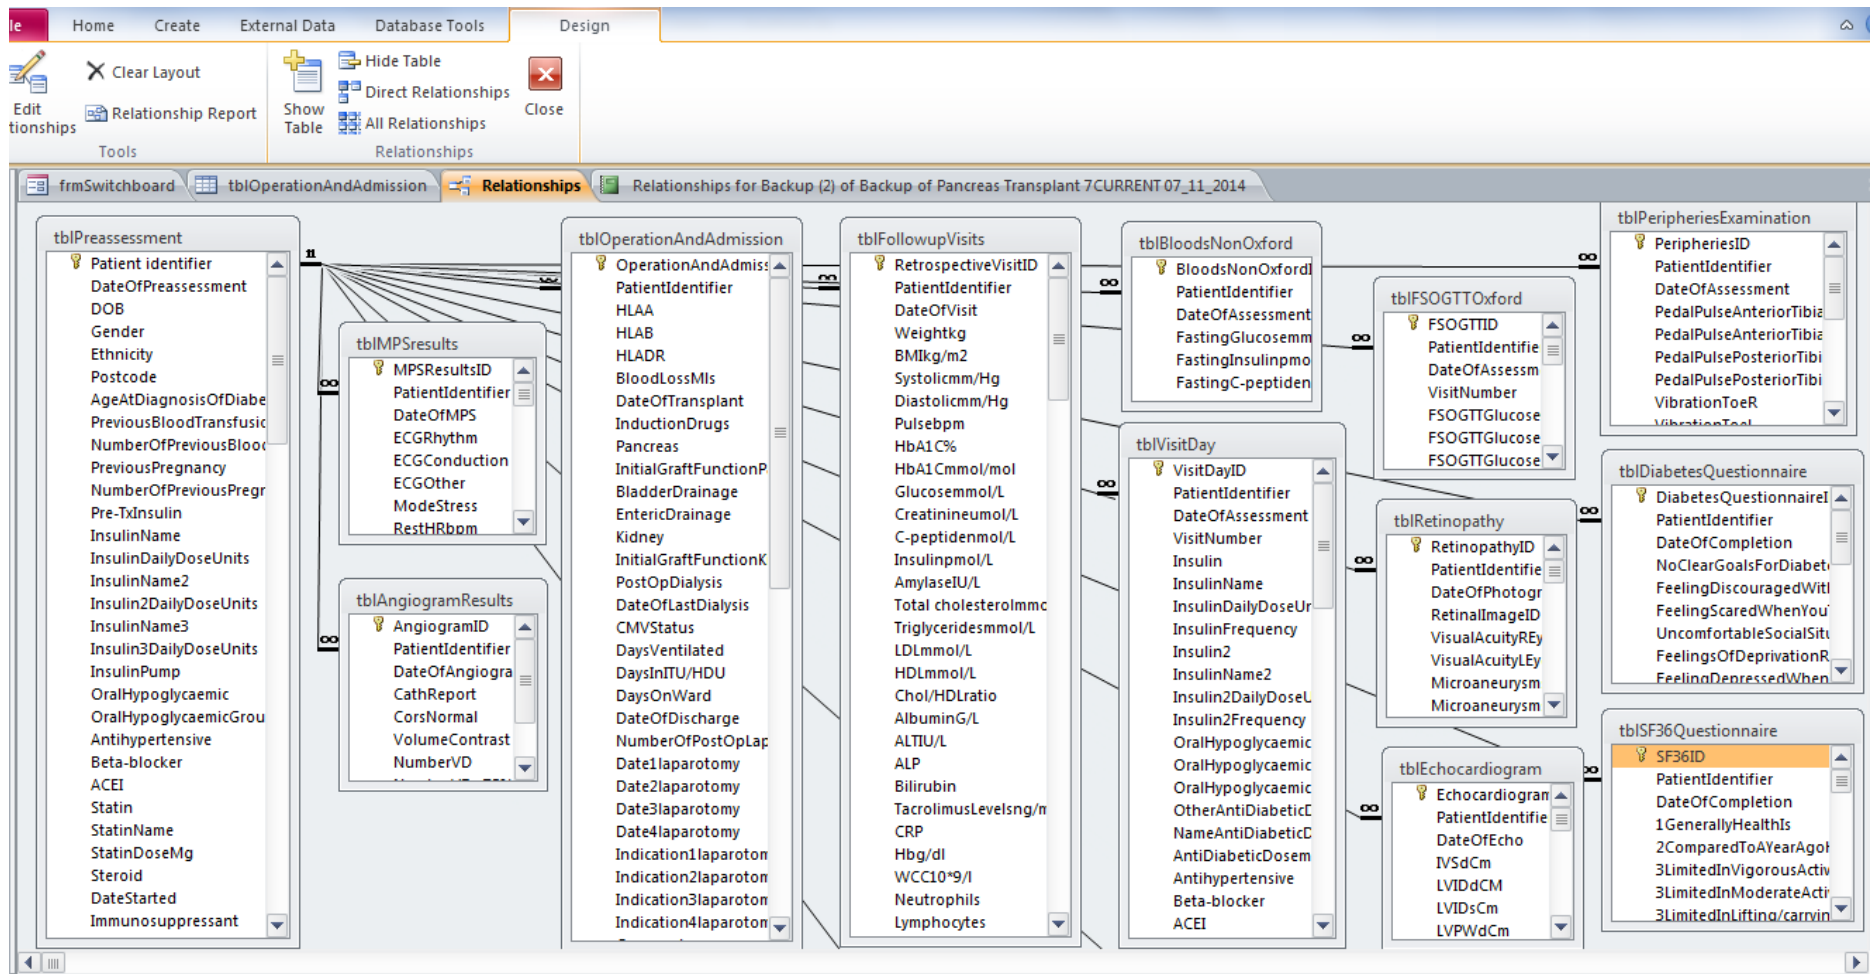 le Home Create External Data Database Tools Design
Edit
tionships
Clear Layout
Relationship Report
Tools
Show
Table
Hide Table
Direct Relationships
All Relationships
Close
Relationships
frmSwitchboard
tblOperationAndAdmission
Relationships
Relationships for Backup (2) of Backup of Pancreas Transplant 7CURRENT 07_11_2014
tblPreassessment
Patient identifier
DateOfPreassessment
DOB
Gender
Ethnicity
Postcode
AgeAtDiagnosisOfDiabe
PreviousBloodTransfusic
NumberOfPreviousBlooc
PreviousPregnancy
NumberOfPreviousPregr
Pre-TxInsulin
InsulinName
InsulinDailyDoseUnits
InsulinName2
Insulin2DailyDoseUnits
InsulinName3
Insulin3DailyDoseUnits
InsulinPump
OralHypoglycaemic
OralHypoglycaemicGrou
Antihypertensive
Beta-blocker
ACEI
Statin
StatinName
StatinDoseMg
Steroid
DateStarted
Immunosuppressant
tblMPSresults
MPSResultsID
PatientIdentifier
DateOfMPS
ECGRhythm
ECGConduction
ECGOther
ModeStress
RestHRbpm
tblAngiogramResults
AngiogramID
PatientIdentifier
DateOfAngiogra
CathReport
CorsNormal
VolumeContrast
NumberVD
tblOperationAndAdmission
OperationAndAdmiss
PatientIdentifier
HLAA
HLAB
HLADR
BloodLossMls
DateOfTransplant
InductionDrugs
Pancreas
InitialGraftFunctionP
BladderDrainage
EntericDrainage
Kidney
InitialGraftFunctionK
PostOpDialysis
DateOfLastDialysis
CMVStatus
DaysVentilated
DaysInITU/HDU
DaysOnWard
DateOfDischarge
NumberOfPostOpLap
Date1laparotomy
Date2laparotomy
Date3laparotomy
Date4laparotomy
Indication1laparotom
Indication2laparotom
Indication3laparotom
Indication4laparotom
tblFollowupVisits
RetrospectiveVisitID
PatientIdentifier
DateOfVisit
Weightkg
BMIkg/m2
Systolicmm/Hg
Diastolicmm/Hg
Pulsebpm
HbA1C%
HbA1Cmmol/mol
Glucosemmol/L
Creatinineumol/L
C-peptidenmol/L
Insulinpmol/L
AmylaseIU/L
Total cholesterolmmc
Triglyceridesmmol/L
LDLmmol/L
HDLmmol/L
Chol/HDLratio
AlbuminG/L
ALTIU/L
ALP
Bilirubin
TacrolimusLevelsng/m
CRP
Hbg/dl
WCC10*9/l
Neutrophils
Lymphocytes
tblBloodsNonOxford
BloodsNonOxfordI
PatientIdentifier
DateOfAssessment
FastingGlucosemm
FastingInsulinpmo
FastingC-peptiden
tblVisitDay
VisitDayID
PatientIdentifier
DateOfAssessment
VisitNumber
Insulin
InsulinName
InsulinDailyDoseUr
InsulinFrequency
Insulin2
InsulinName2
Insulin2DailyDoseU
Insulin2Frequency
OralHypoglycaemic
OralHypoglycaemic
OralHypoglycaemic
OtherAntiDiabeticD
NameAntiDiabeticD
AntiDiabeticDosem
Antihypertensive
Beta-blocker
ACEI
tblFSOGTTOxford
FSOGTTID
PatientIdentifie
DateOfAssessm
VisitNumber
FSOGTTGlucose
FSOGTTGlucose
FSOGTTGlucose
tblRetinopathy
RetinopathyID
PatientIdentifie
DateOfPhotogr
RetinalImageID
VisualAcuityREy
VisualAcuityLEy
Microaneurysm
Microaneurysm
tblEchocardiogram
Echocardiogran
PatientIdentifie
DateOfEcho
IVSdCm
LVIDdCM
LVIDsCm
LVPWdCm
tblPeripheriesExamination
PeripheriesID
PatientIdentifier
DateOfAssessment
PedalPulseAnteriorTibia
PedalPulseAnteriorTibia
PedalPulsePosteriorTibi
PedalPulsePosteriorTibi
VibrationToeR
VibrationToeL
tblDiabetesQuestionnaire
DiabetesQuestionnaireI
PatientIdentifier
DateOfCompletion
NoClearGoalsForDiabet
FeelingDiscouragedWitl
FeelingScaredWhenYou
UncomfortableSocialSitu
FeelingsOfDeprivationR
FeelingDepressedWhen
tblSF36Questionnaire
SF36ID
PatientIdentifier
DateOfCompletion
1GenerallyHealthIs
2ComparedToAYearAgoH
3LimitedInVigorousActiv
3LimitedInModerateActi
3LimitedInLifting/carryin